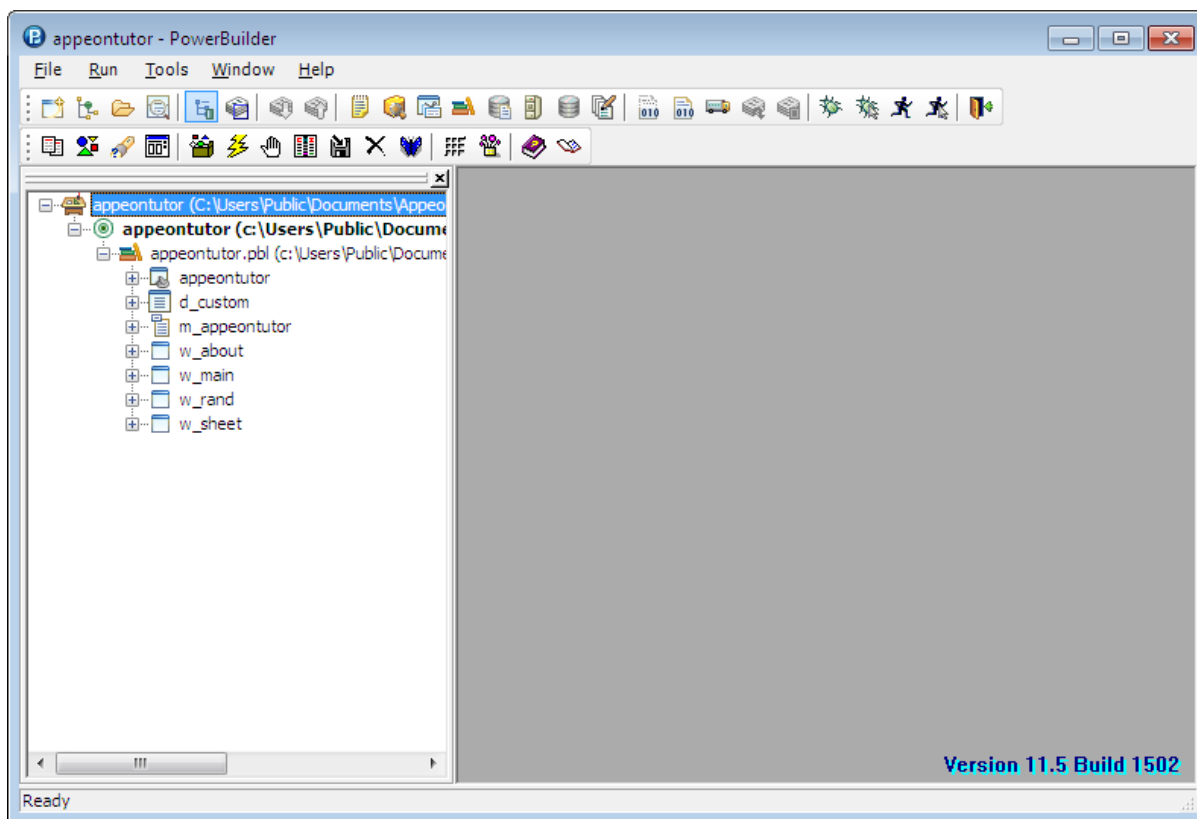 appeontutor - PowerBuilder
File Run Tools Window Help
appeontutor (C:\Users\Public\Documents\Appeo
appeontutor (c:\Users\Public\Docume
appeontutor.pbl (c:\Users\Public\Docume
appeontutor
d_custom
m_appeontutor
w_about
w_main
w_rand
w_sheet
Version 11.5 Build 1502
Ready